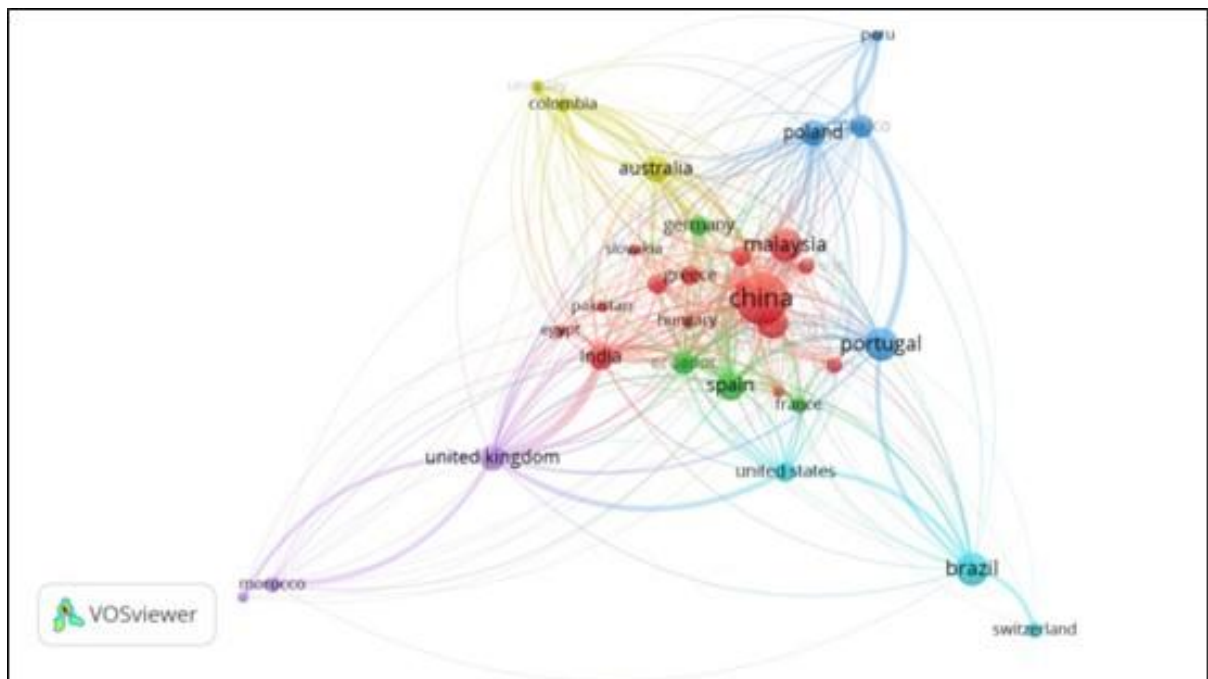 peru
colombia
poland
australia
germany
malaysia
slovakia
greece
china
pakistan
hungary
egypt
portugal
india
spain
france
united kingdom
united states
brazil
morocco
VOSviewer
switzerland